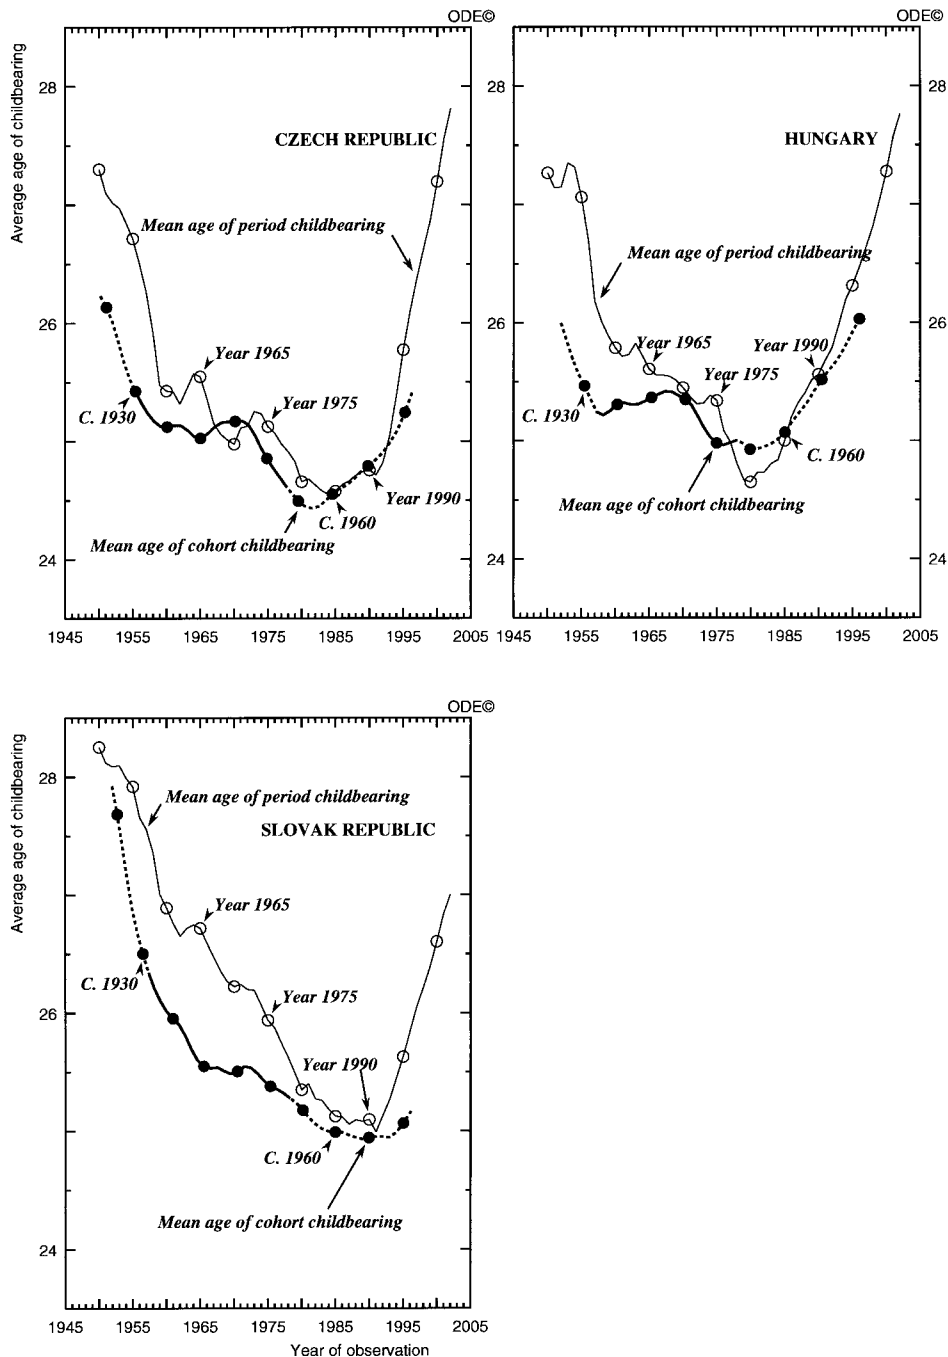 ODE©
Average age of childbearing
28
26
24
CZECH REPUBLIC
Mean age of period childbearing
Year 1965
Year 1975
C. 1930
Year 1990
C. 1960
Mean age of cohort childbearing
1945 1955 1965 1975 1985 1995 2005
ODE©
28
26
24
HUNGARY
Mean age of period childbearing
Year 1965
Year 1990
Year 1975
C. 1930
C. 1960
Mean age of cohort childbearing
1945 1955 1965 1975 1985 1995 2005
ODE©
Average age of childbearing
28
26
24
Mean age of period childbearing
SLOVAK REPUBLIC
Year 1965
C. 1930
Year 1975
Year 1990
C. 1960
Mean age of cohort childbearing
1945 1955 1965 1975 1985 1995 2005
Year of observation